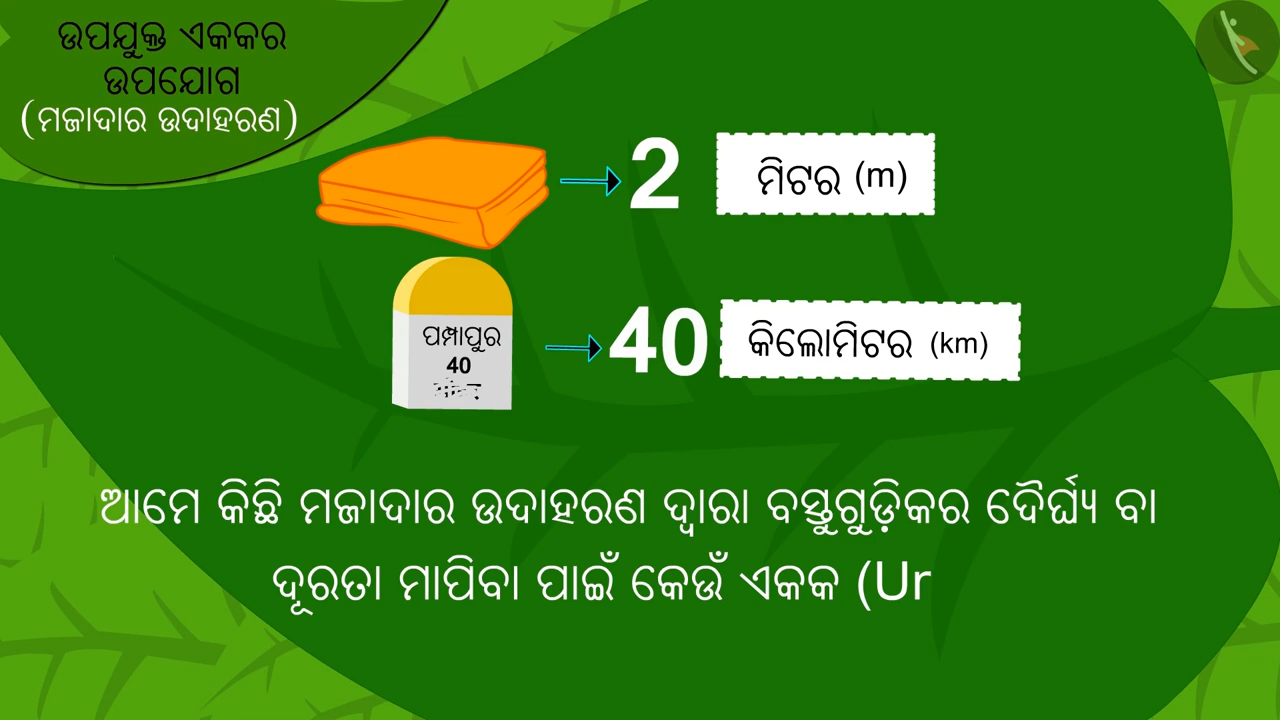 ଉପଯୁକ୍ତ ଏକକର
ଉପଯୋଗ
(ମଜାଦାର ଉଦାହରଣ)
2 ମିଟର (m)
ପମ୍ପାପୁର
40
40 କିଲୋମିଟର (km)
ଆମେ କିଛି ମଜାଦାର ଉଦାହରଣ ଦ୍ୱାରା ବସ୍ତୁଗୁଡ଼ିକର ଦୈର୍ଘ୍ୟ ବା
ଦୂରତା ମାପିବା ପାଇଁ କେଉଁ ଏକକ (Ur